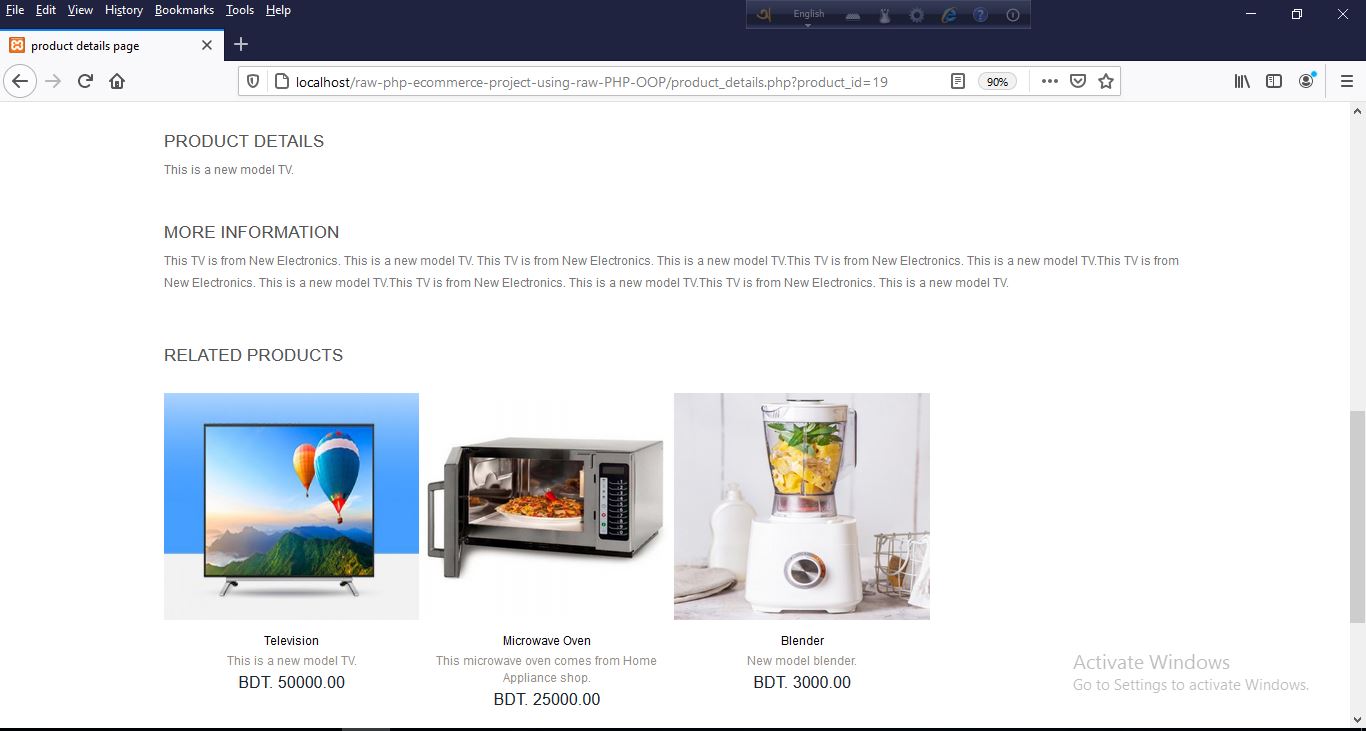 File Edit View History Bookmarks Tools Help
English
product details page
localhost/raw-php-ecommerce-project-using-raw-PHP-OOP/product_details.php?product_id=19
90%
PRODUCT DETAILS
This is a new model TV.
MORE INFORMATION
This TV is from New Electronics. This is a new model TV. This TV is from New Electronics. This is a new model TV.This TV is from New Electronics. This is a new model TV.This TV is from
New Electronics. This is a new model TV.This TV is from New Electronics. This is a new model TV.This TV is from New Electronics. This is a new model TV.
RELATED PRODUCTS
Television
This is a new model TV.
BDT. 50000.00
Microwave Oven
This microwave oven comes from Home
Appliance shop.
BDT. 25000.00
Blender
New model blender.
BDT. 3000.00
Activate Windows
Go to Settings to activate Windows.